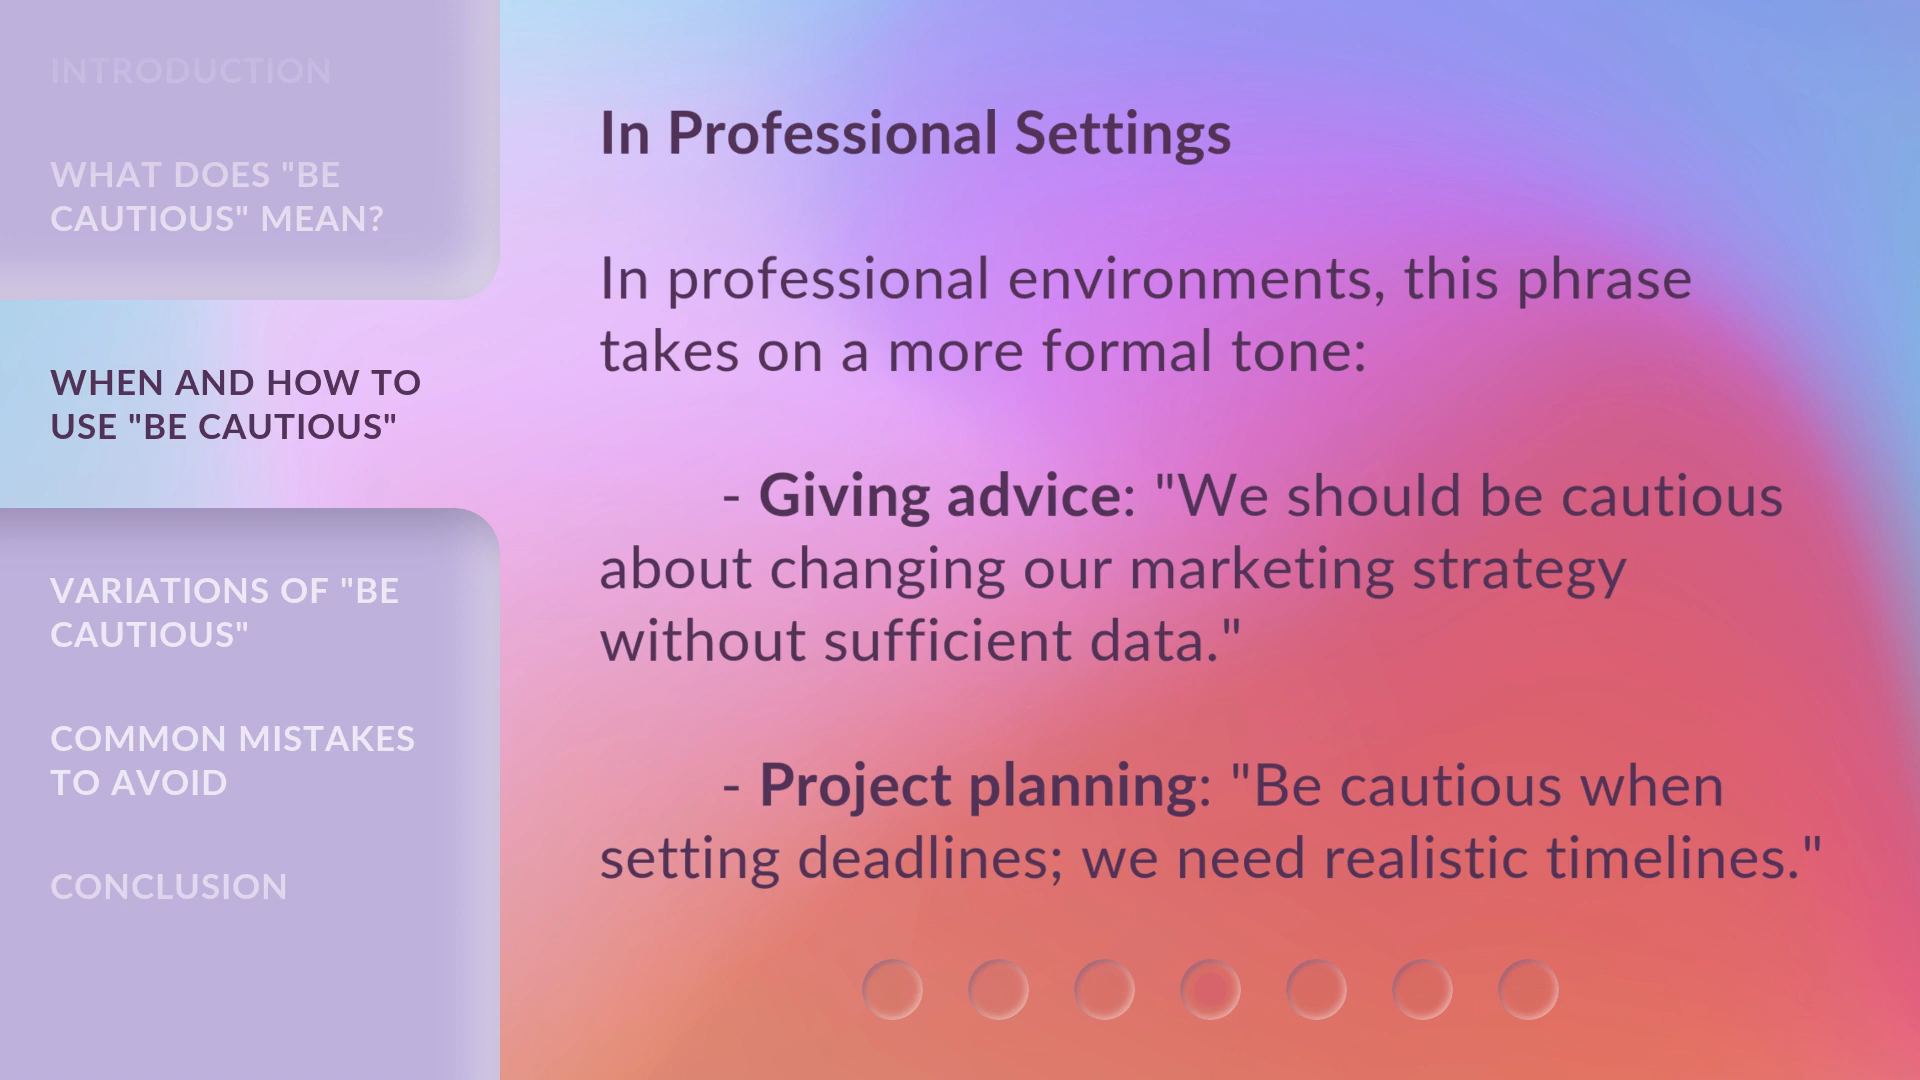 INTRODUCTION
WHAT DOES "BE
CAUTIOUS" MEAN?
WHEN AND HOW TO
USE "BE CAUTIOUS"
VARIATIONS OF "BE
CAUTIOUS"
COMMON MISTAKES
TO AVOID
CONCLUSION
In Professional Settings
In professional environments, this phrase
takes on a more formal tone:
- Giving advice: "We should be cautious
about changing our marketing strategy
without sufficient data."
- Project planning: "Be cautious when
setting deadlines; we need realistic timelines."